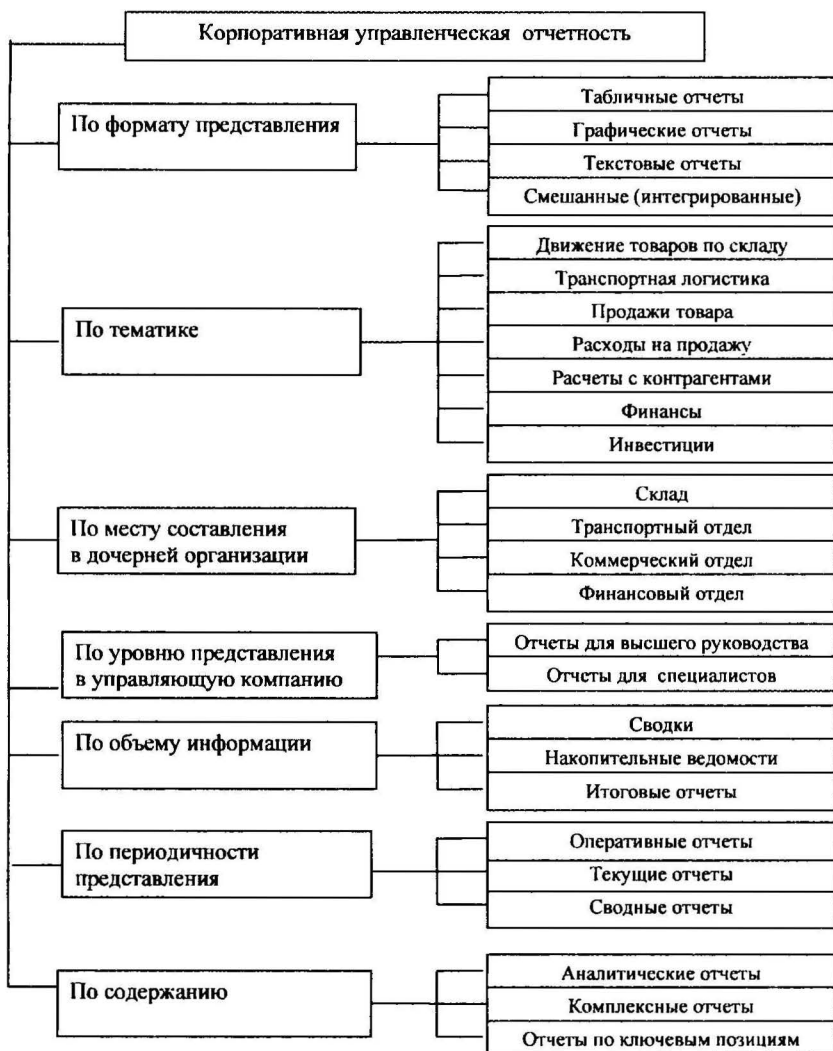 Корпоративная управленческая отчетность
По формату представления
Табличные отчеты
Графические отчеты
Текстовые отчеты
Смешанные (интегрированные)
По тематике
Движение товаров по складу
Транспортная логистика
Продажи товара
Расходы на продажу
Расчеты с контрагентами
Финансы
Инвестиции
По месту составления
в дочерней организации
Склад
Транспортный отдел
Коммерческий отдел
Финансовый отдел
По уровню представления
в управляющую компанию
Отчеты для высшего руководства
Отчеты для специалистов
По объему информации
Сводки
Накопительные ведомости
Итоговые отчеты
По периодичности
представления
Оперативные отчеты
Текущие отчеты
Сводные отчеты
По содержанию
Аналитические отчеты
Комплексные отчеты
Отчеты по ключевым позициям